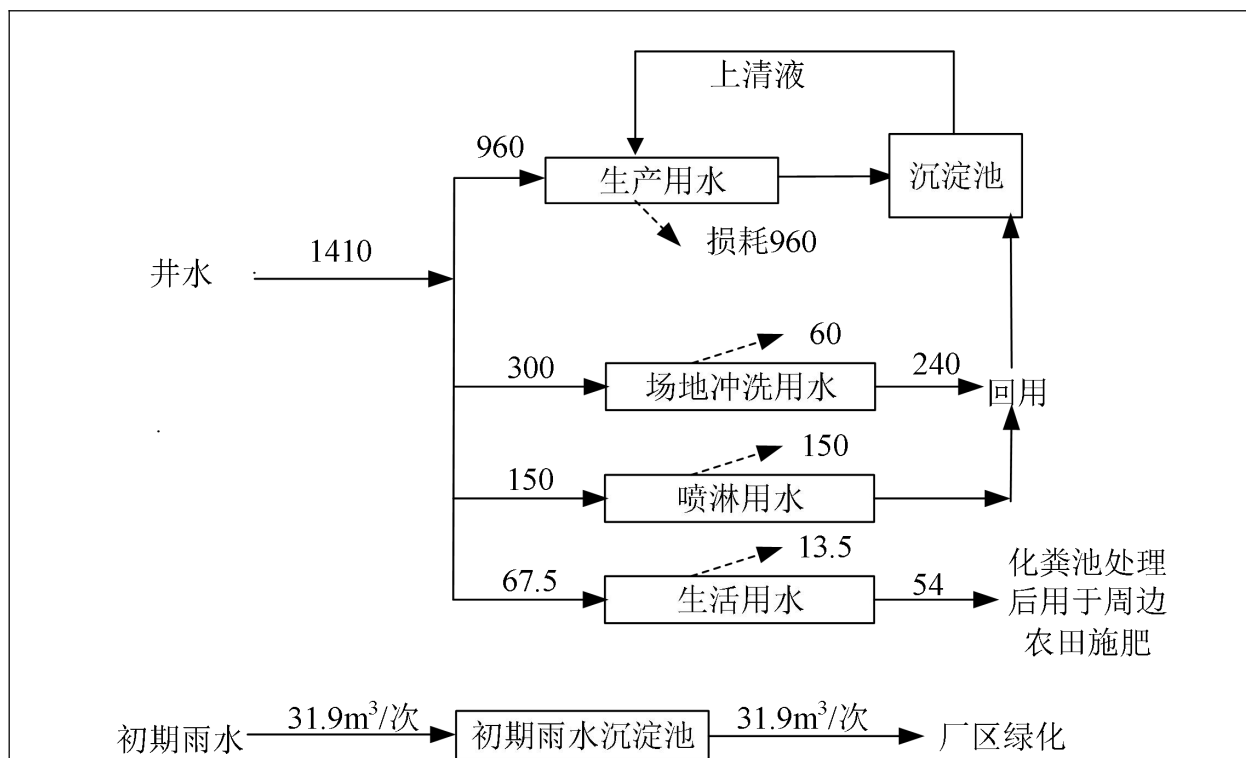 上清液
960
生产用水
沉淀池
损耗960
井水
1410
60
300
场地冲洗用水
240
回用
150
150
喷淋用水
13.5
67.5
生活用水
54
化粪池处理
后用于周边
农田施肥
初期雨水
31.9m³/次
初期雨水沉淀池
31.9m³/次
厂区绿化